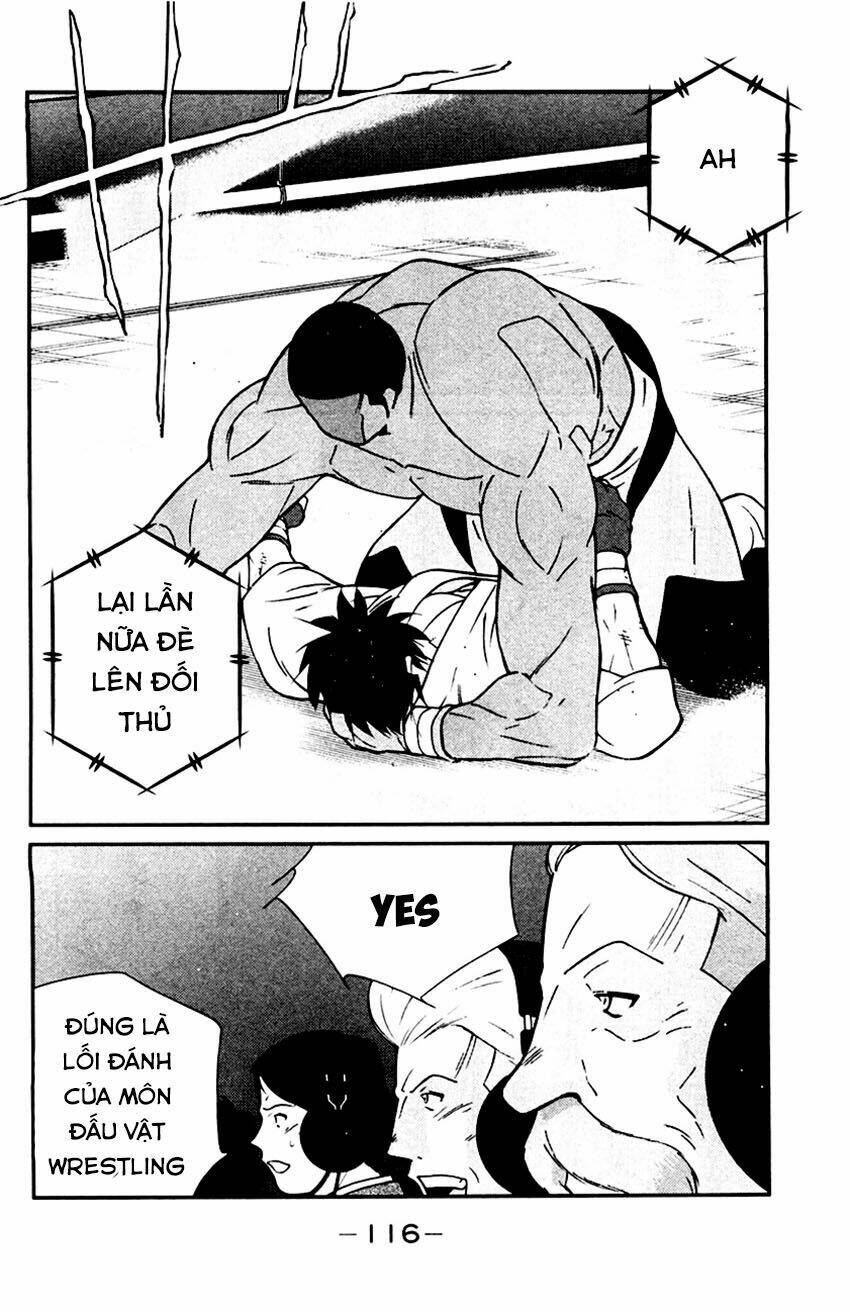 AH
LẠI LẦN
NỮA ĐÈ
LÊN ĐỐI
THỦ
YES
ĐÚNG LÀ
LỐI ĐÁNH
CỦA MÔN
ĐẤU VẬT
WRESTLING
-116-